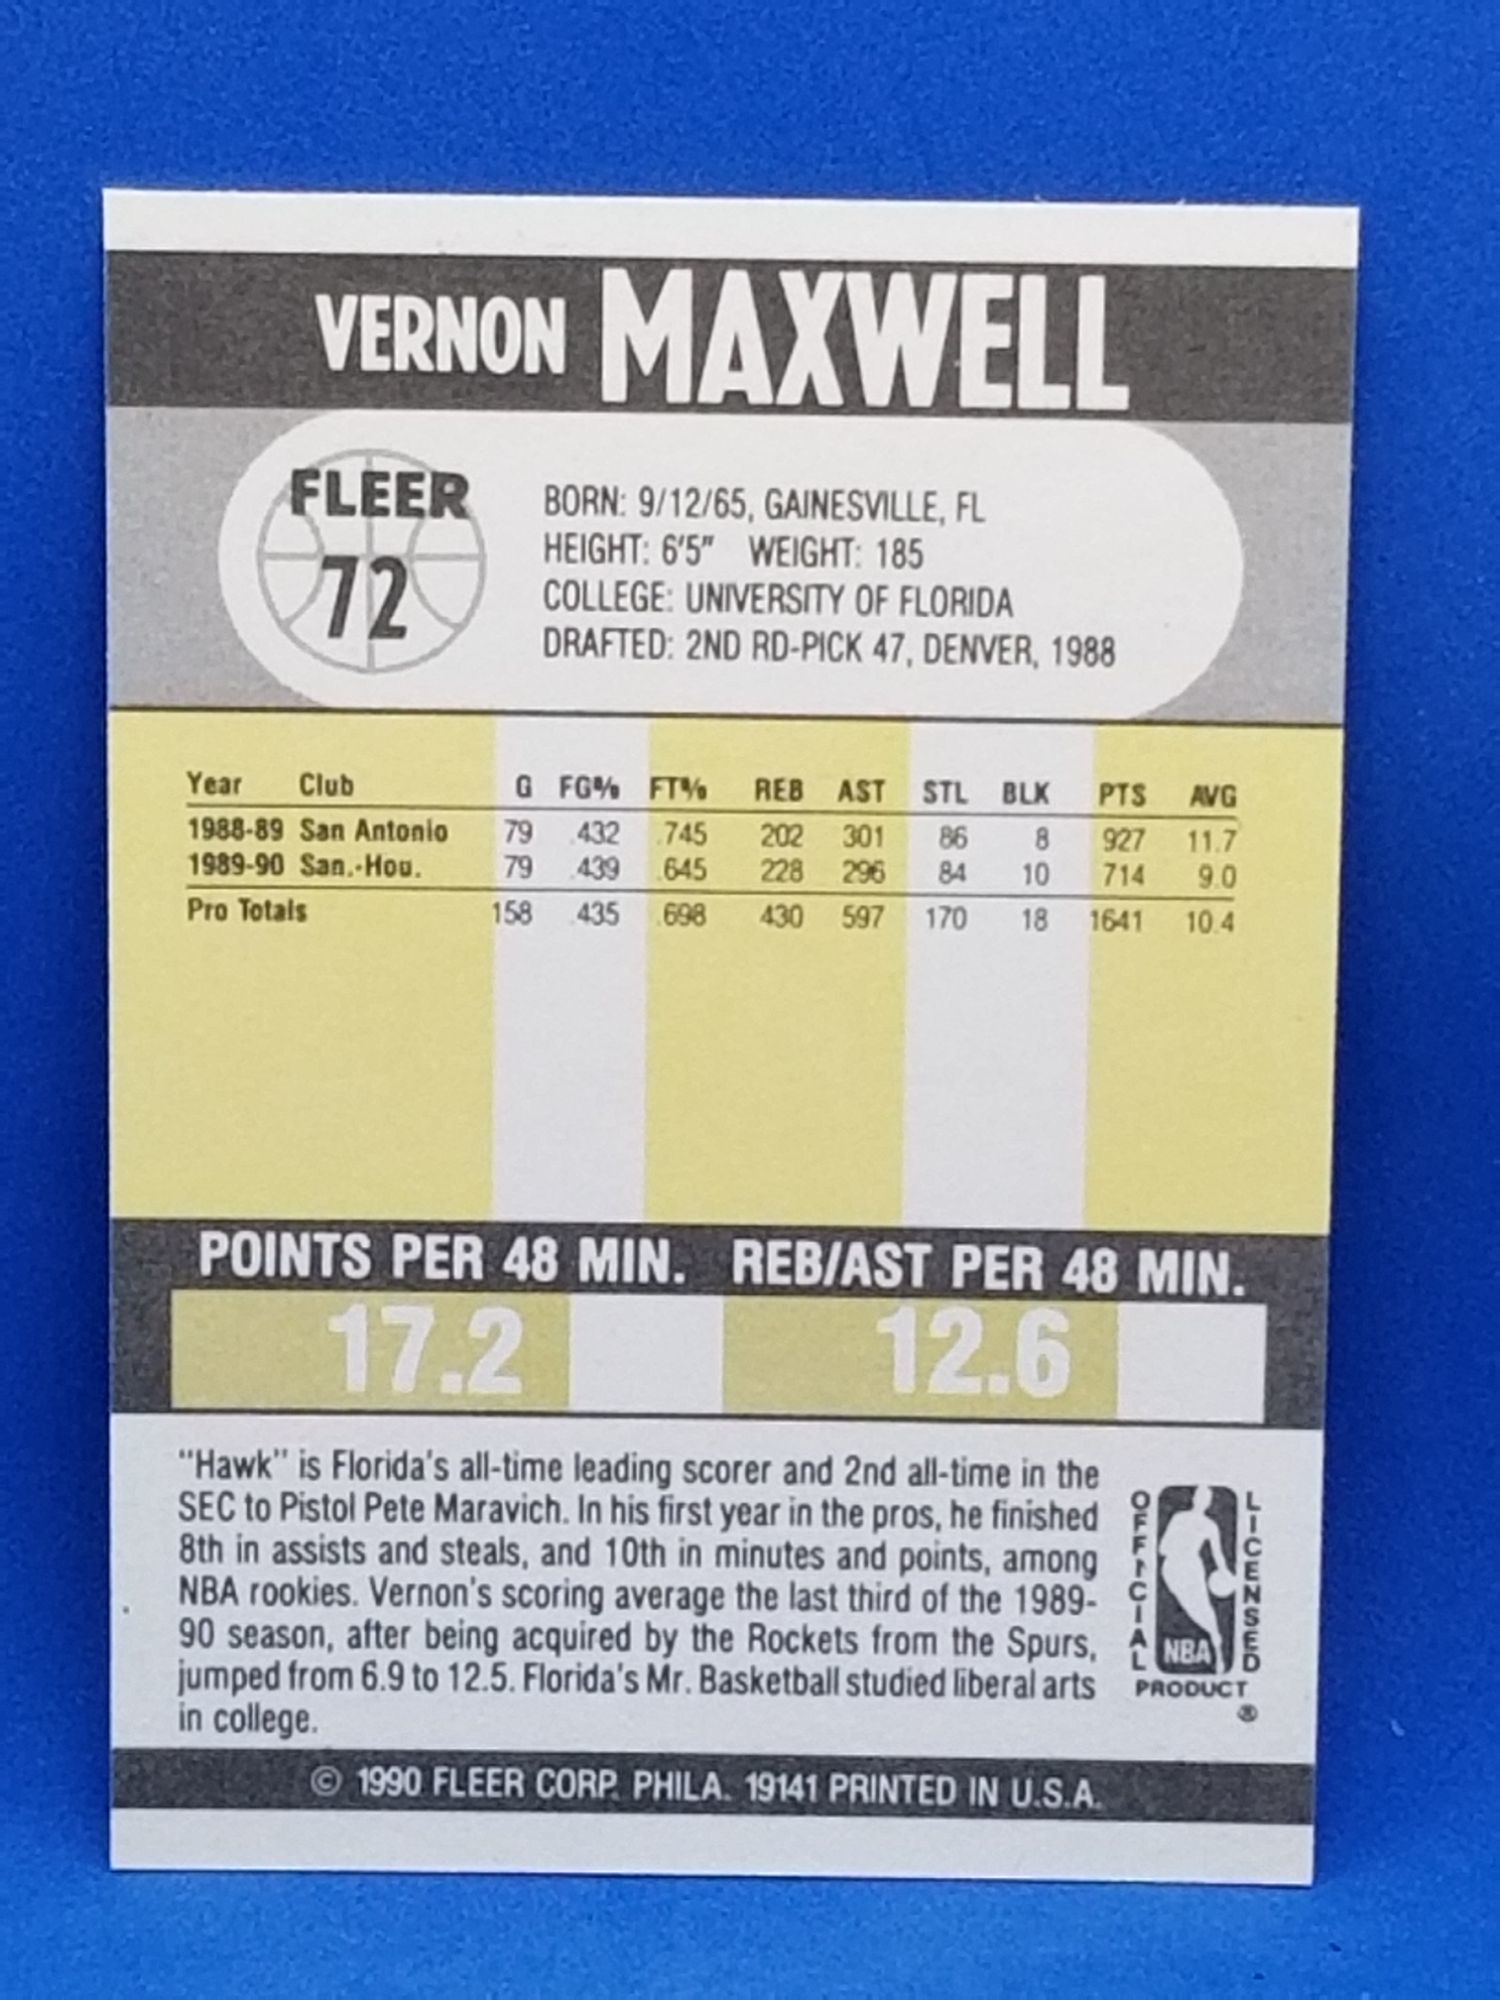 VERNON MAXWELL
FLEER
72
BORN: 9/12/65, GAINESVILLE, FL
HEIGHT: 6'5" WEIGHT: 185
COLLEGE: UNIVERSITY OF FLORIDA
DRAFTED: 2ND RD-PICK 47, DENVER, 1988
Year Club G FG% FT% REB AST STL BLK PTS AVG
1988-89 San Antonio 79 .432 .745 202 301 86 8 927 11.7
1989-90 San.-Hou. 79 .439 .645 228 296 84 10 714 9.0
Pro Totals 158 .435 .698 430 597 170 18 1641 10.4
POINTS PER 48 MIN. REB/AST PER 48 MIN.
17.2 12.6
"Hawk" is Florida's all-time leading scorer and 2nd all-time in the
SEC to Pistol Pete Maravich. In his first year in the pros, he finished
8th in assists and steals, and 10th in minutes and points, among
NBA rookies. Vernon's scoring average the last third of the 1989-
90 season, after being acquired by the Rockets from the Spurs,
jumped from 6.9 to 12.5. Florida's Mr. Basketball studied liberal arts
in college.
OFFICIAL
LICENSED
NBA
PRODUCT
®
© 1990 FLEER CORP. PHILA. 19141 PRINTED IN U.S.A.